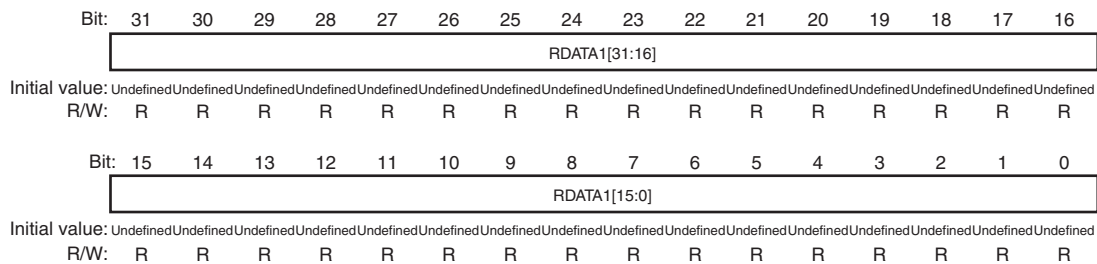 Bit: 31 30 29 28 27 26 25 24 23 22 21 20 19 18 17 16
RDATA1[31:16]
Initial value: Undefined Undefined Undefined Undefined Undefined Undefined Undefined Undefined Undefined Undefined Undefined Undefined Undefined Undefined Undefined Undefined
R/W: R R R R R R R R R R R R R R R R
Bit: 15 14 13 12 11 10 9 8 7 6 5 4 3 2 1 0
RDATA1[15:0]
Initial value: Undefined Undefined Undefined Undefined Undefined Undefined Undefined Undefined Undefined Undefined Undefined Undefined Undefined Undefined Undefined Undefined
R/W: R R R R R R R R R R R R R R R R